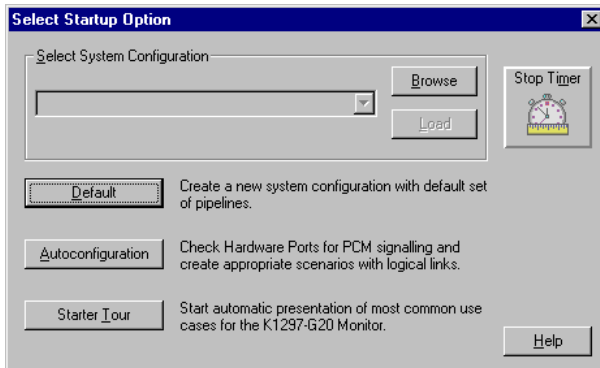 Select Startup Option
Select System Configuration
Browse
Load
Stop Timer
Default
Create a new system configuration with default set
of pipelines.
Autoconfiguration
Check Hardware Ports for PCM signalling and
create appropriate scenarios with logical links.
Starter Tour
Start automatic presentation of most common use
cases for the K1297-G20 Monitor.
Help